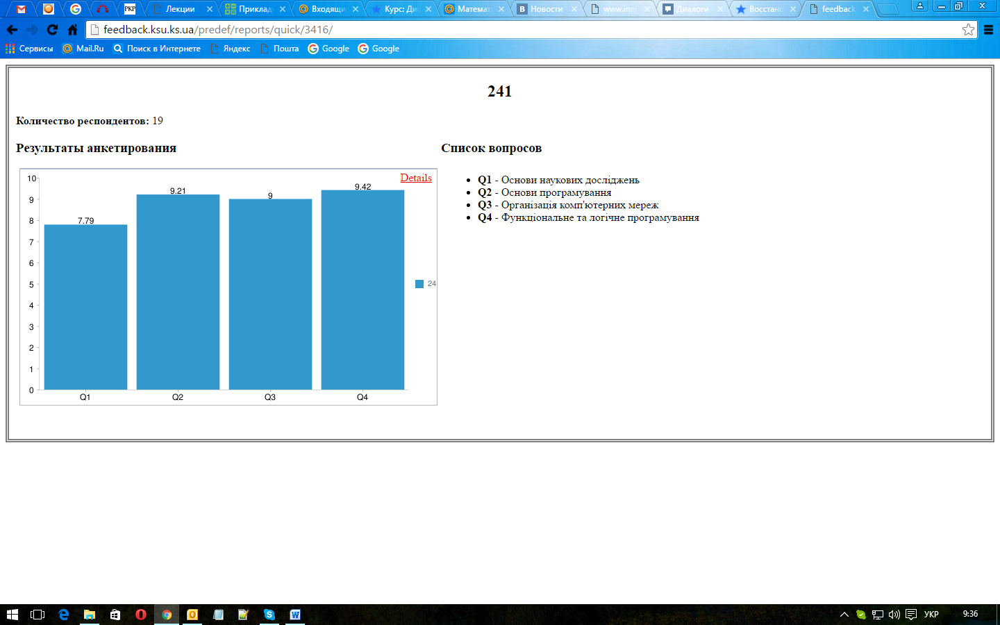 PKP
Лекции
Приклад
Входящи
Курс: Ди
Математ
Новости
www.inm
Диалоги
Восстано
feedback
feedback.ksu.ks.ua/predef/reports/quick/3416/
Сервисы
Mail.Ru
Поиск в Интернете
Яндекс
Пошта
Google
Google
241
Количество респондентов: 19
Результаты анкетирования
Details
10
9
8
7
6
5
4
3
2
1
0
7.79
9.21
9
9.42
Q1
Q2
Q3
Q4
24
Список вопросов
Q1 - Основи наукових досліджень
Q2 - Основи програмування
Q3 - Організація комп'ютерних мереж
Q4 - Функціональне та логічне програмування
УКР
9:36